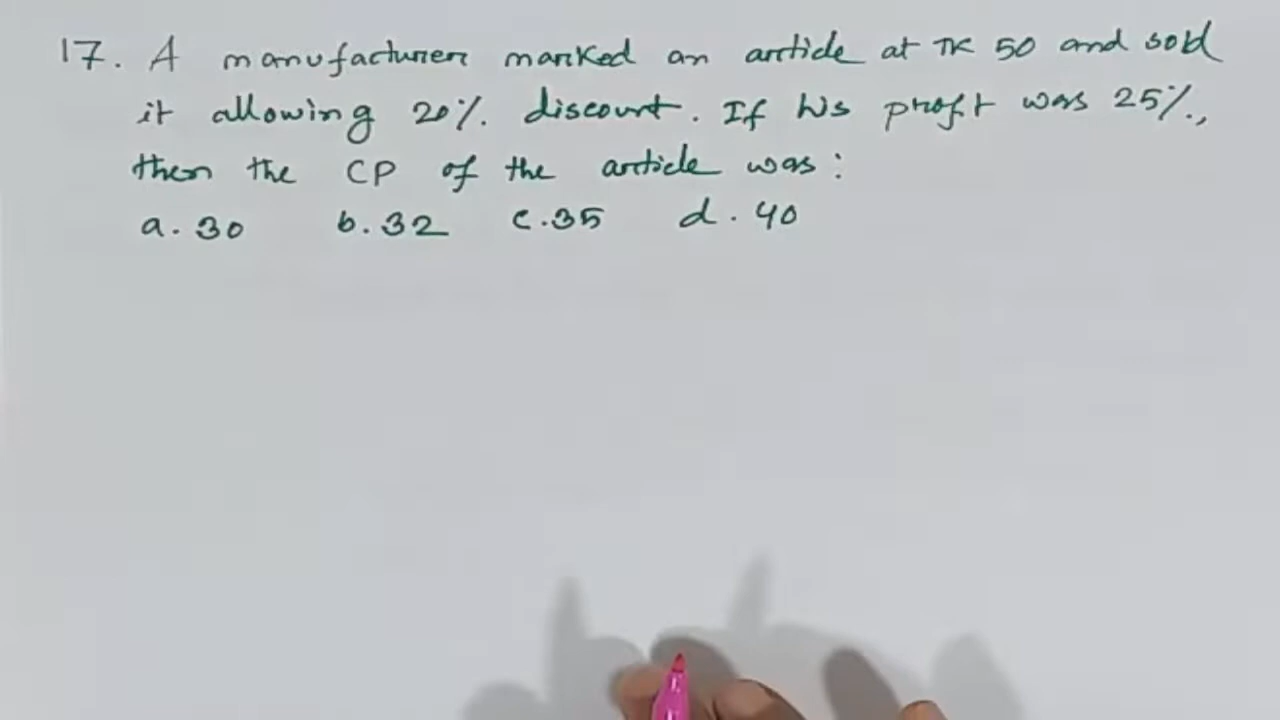 17. A manufacturer marked an article at TK 50 and sold
it allowing 20% discount. If his profit was 25%.,
then the CP of the article was:
a. 30 b. 32 c. 35 d. 40